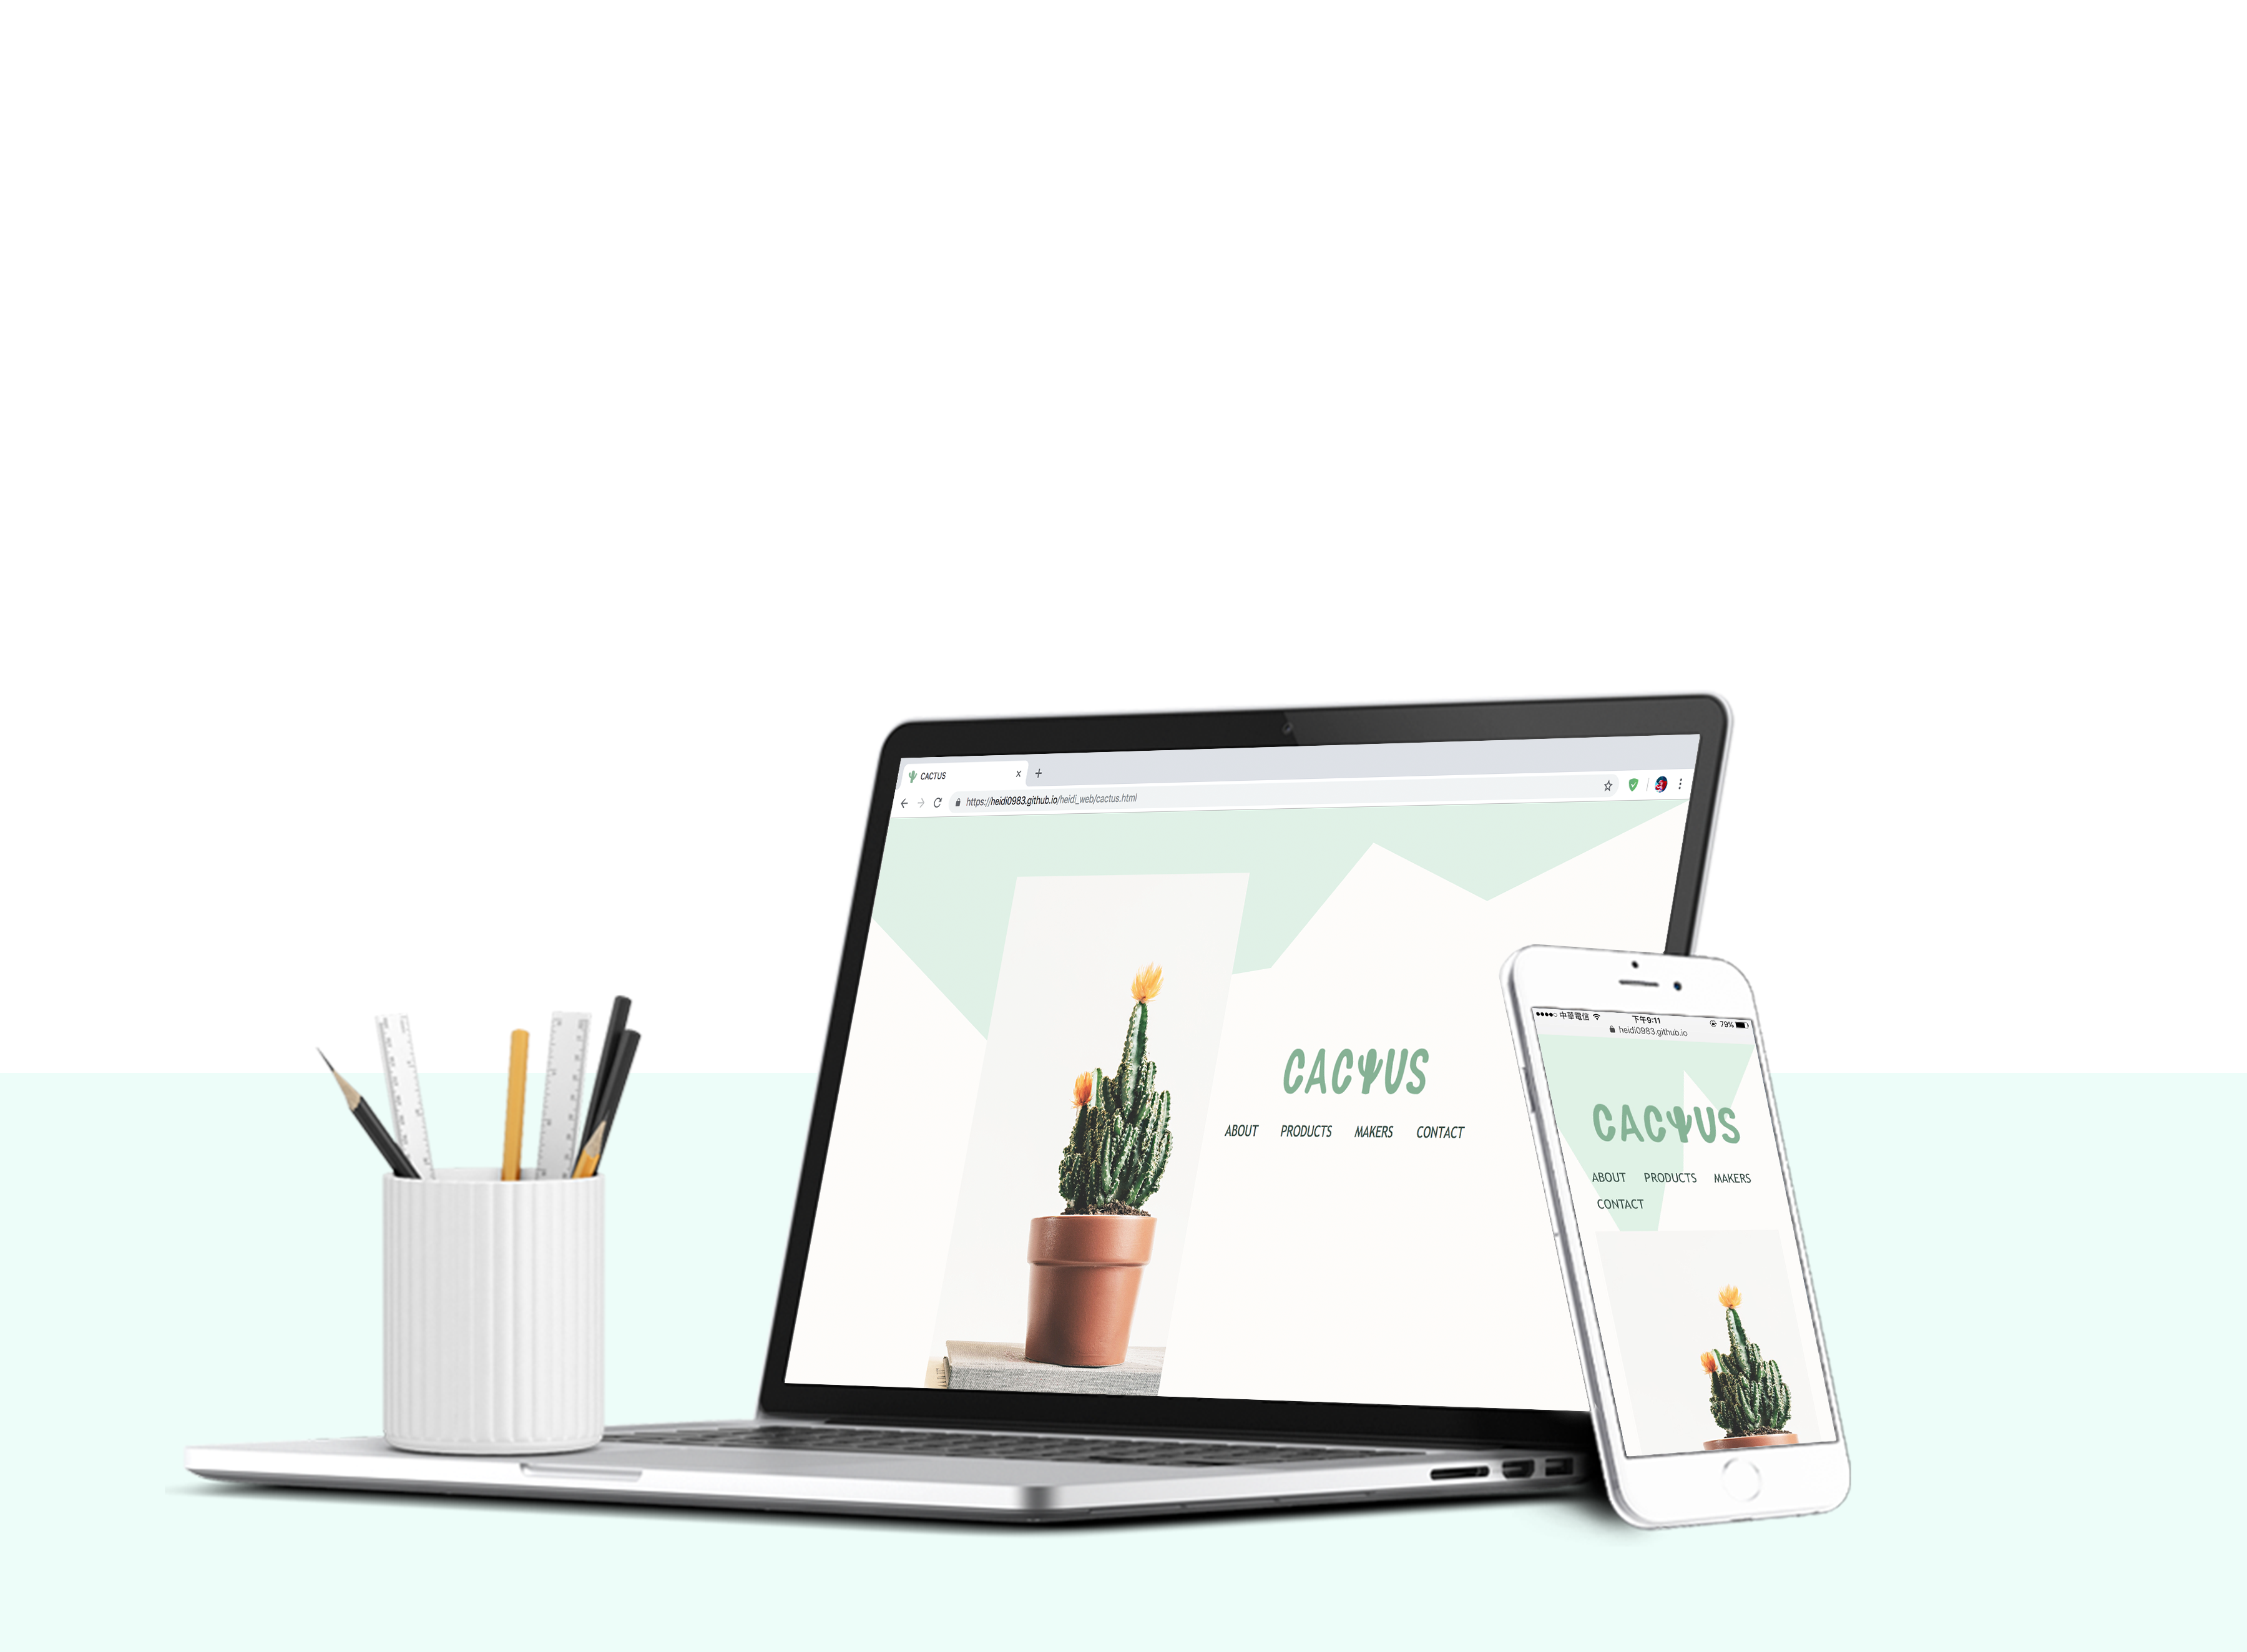 CACTUS
https://heidi0983.github.io/heidi_web/cactus.html
CACTUS
ABOUT PRODUCTS MAKERS CONTACT
中華電信 下午9:11 79%
heidi0983.github.io
CACTUS
ABOUT PRODUCTS MAKERS
CONTACT